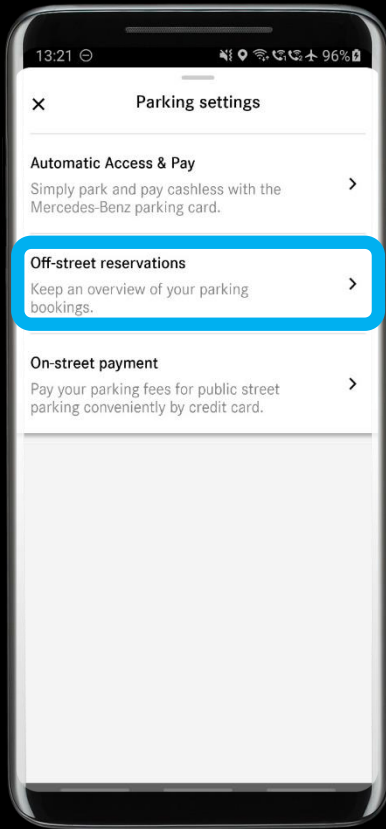 13:21 96%
Parking settings
Automatic Access & Pay
Simply park and pay cashless with the
Mercedes-Benz parking card.
Off-street reservations
Keep an overview of your parking
bookings.
On-street payment
Pay your parking fees for public street
parking conveniently by credit card.